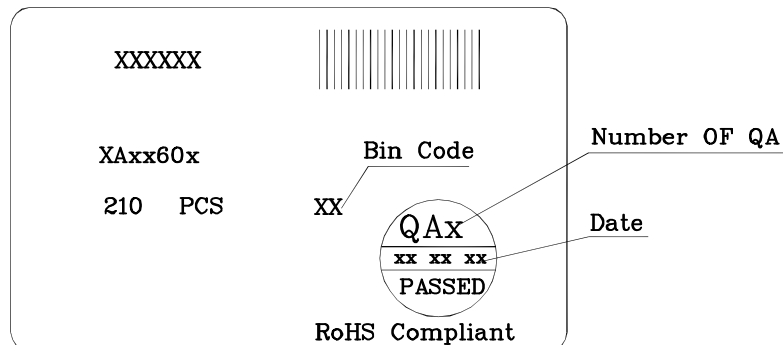 XXXXXX
XAxx60x
Bin Code
Number OF QA
210 PCS
XX
QAx
Date
xx xx xx
PASSED
RoHS Compliant